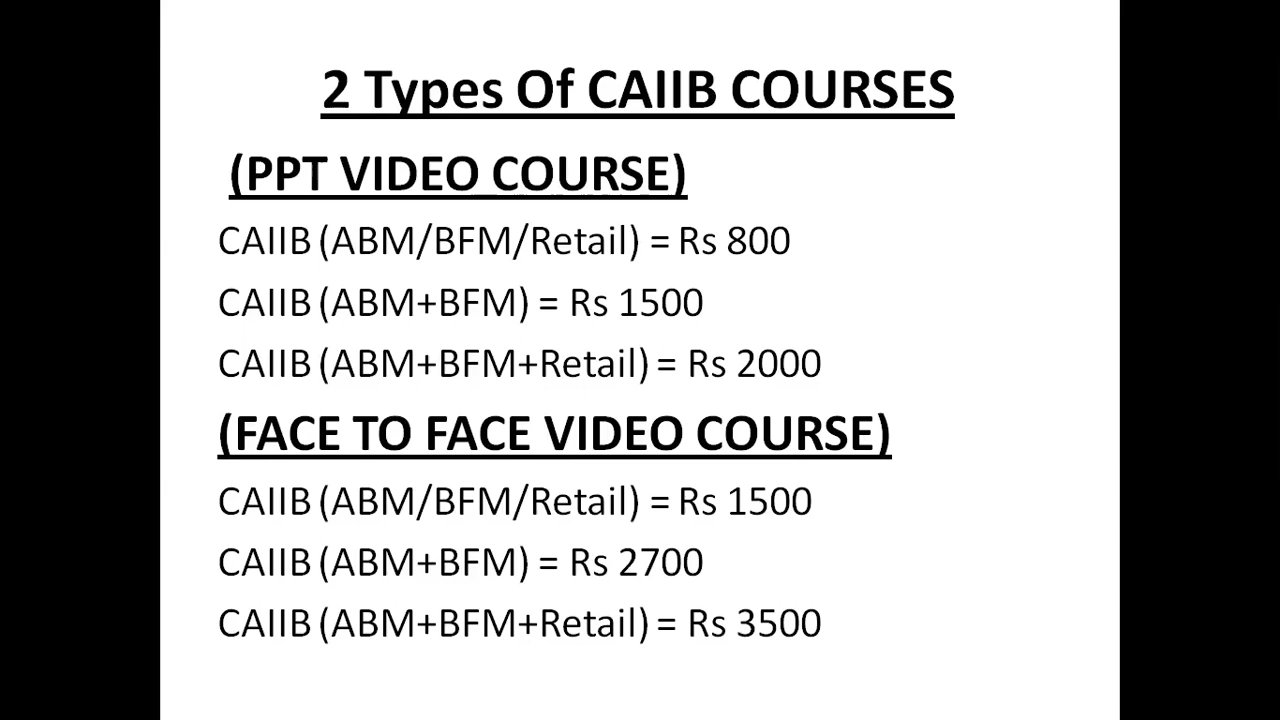 2 Types Of CAIIB COURSES
(PPT VIDEO COURSE)
CAIIB (ABM/BFM/Retail) = Rs 800
CAIIB (ABM+BFM) = Rs 1500
CAIIB (ABM+BFM+Retail) = Rs 2000
(FACE TO FACE VIDEO COURSE)
CAIIB (ABM/BFM/Retail) = Rs 1500
CAIIB (ABM+BFM) = Rs 2700
CAIIB (ABM+BFM+Retail) = Rs 3500